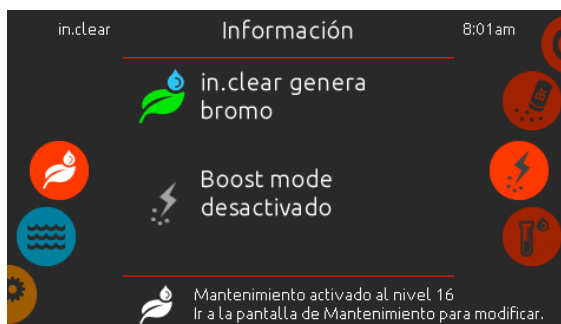 in.clear
Información
8:01am
in.clear genera
bromo
Br
Boost mode
desactivado
Mantenimiento activado al nivel 16
Ir a la pantalla de Mantenimiento para modificar.